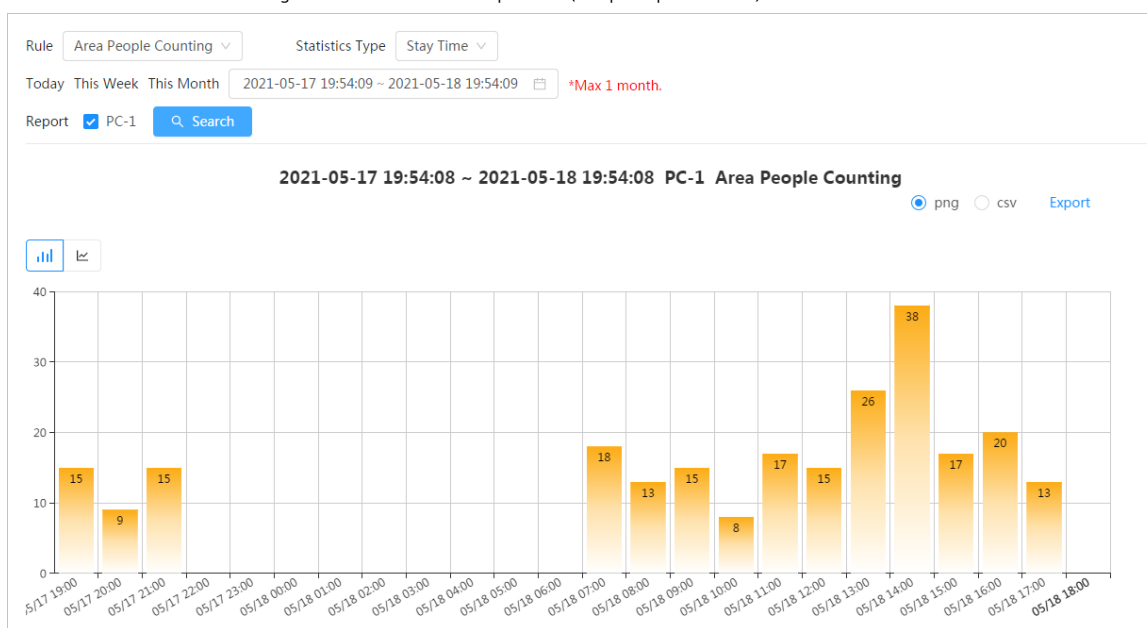 Rule Area People Counting Statistics Type Stay Time
Today This Week This Month 2021-05-17 19:54:09 ~ 2021-05-18 19:54:09 *Max 1 month.
Report PC-1 Search
2021-05-17 19:54:08 ~ 2021-05-18 19:54:08 PC-1 Area People Counting
png csv Export
40
30
20
10
0
15 9 15 18 13 15 8 17 15 26 38 17 20 13
5/17 19:00 05/17 20:00 05/17 21:00 05/17 22:00 05/17 23:00 05/18 00:00 05/18 01:00 05/18 02:00 05/18 03:00 05/18 04:00 05/18 05:00 05/18 06:00 05/18 07:00 05/18 08:00 05/18 09:00 05/18 10:00 05/18 11:00 05/18 12:00 05/18 13:00 05/18 14:00 05/18 15:00 05/18 16:00 05/18 17:00 05/18 18:00